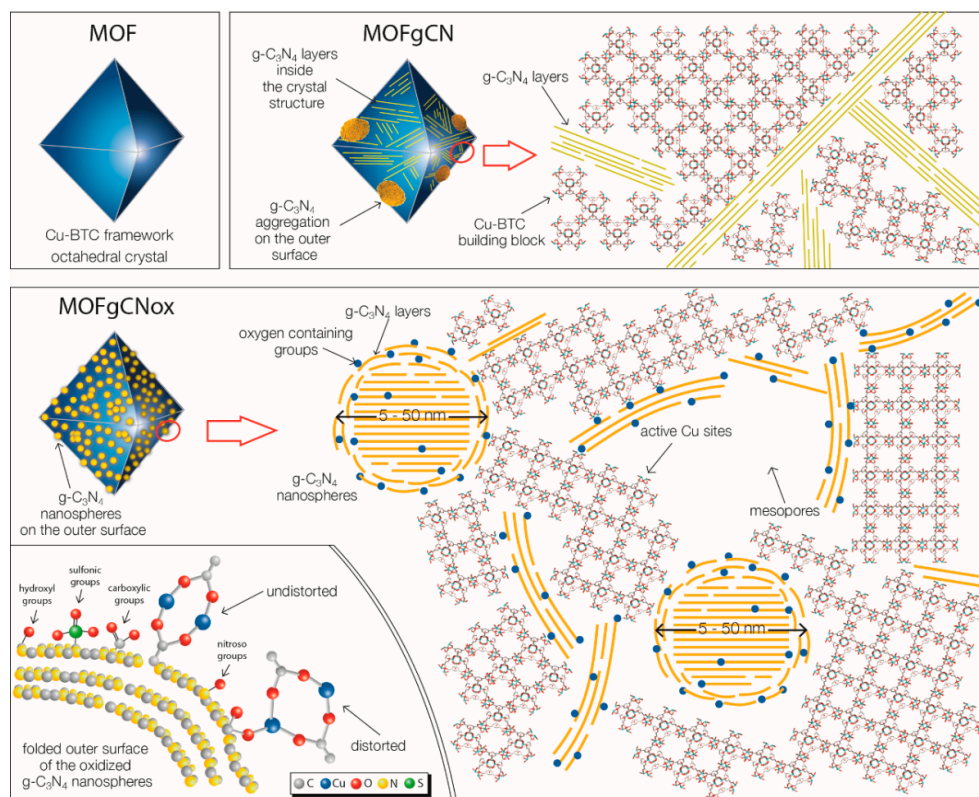 MOF
Cu-BTC framework
octahedral crystal
MOFgCN
g-C₃N₄ layers
inside
the crystal
structure
g-C₃N₄
aggregation
on the outer
surface
g-C₃N₄ layers
Cu-BTC
building block
MOFgCNox
g-C₃N₄
nanospheres
on the outer surface
oxygen containing
groups
g-C₃N₄ layers
5 - 50 nm
g-C₃N₄
nanospheres
active Cu sites
mesopores
5 - 50 nm
hydroxyl
groups
sulfonic
groups
carboxylic
groups
undistorted
nitroso
groups
distorted
folded outer surface
of the oxidized
g-C₃N₄ nanospheres
C Cu O N S